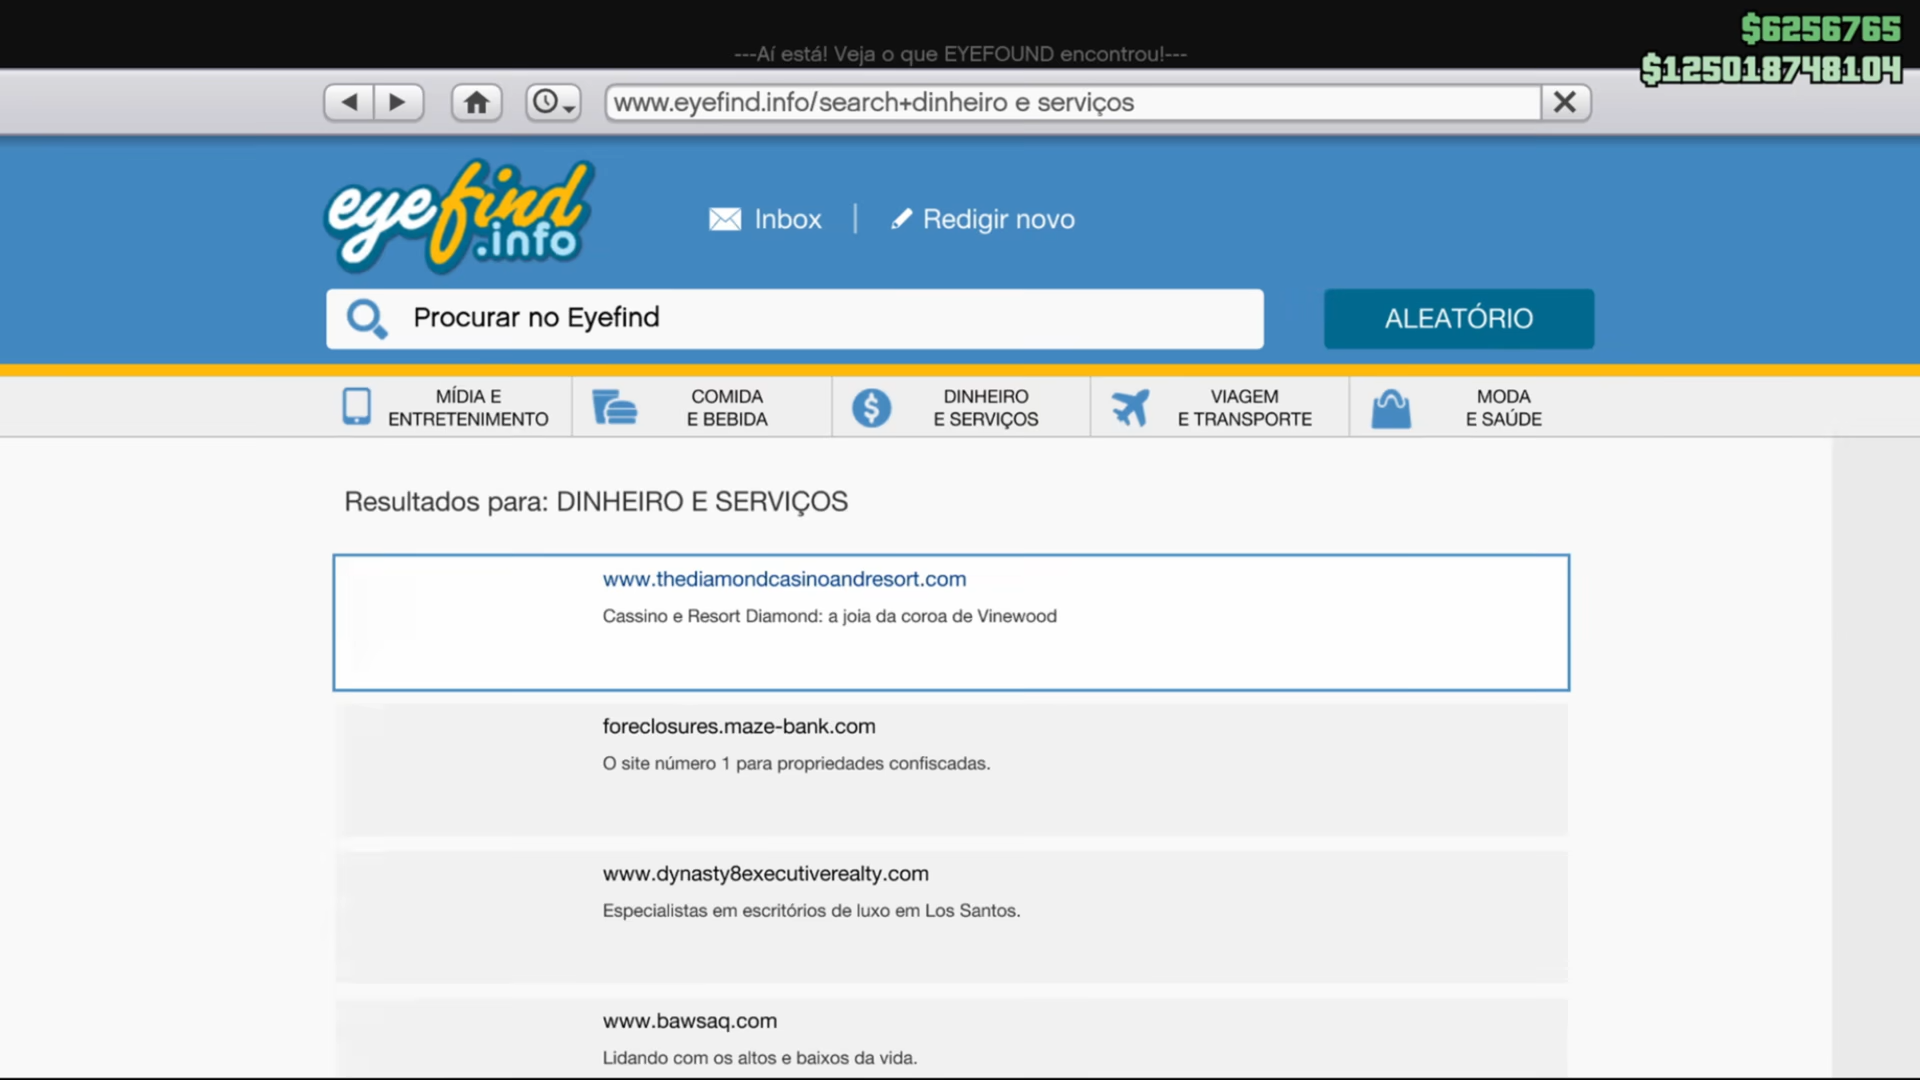 $6256765
---Aí está! Veja o que EYEFOUND encontrou!---
$125018748104
www.eyefind.info/search+dinheiro e serviços
eyefind
.info
Inbox
Redigir novo
Procurar no Eyefind
ALEATÓRIO
MÍDIA E
ENTRETENIMENTO
COMIDA
E BEBIDA
DINHEIRO
E SERVIÇOS
VIAGEM
E TRANSPORTE
MODA
E SAÚDE
Resultados para: DINHEIRO E SERVIÇOS
www.thediamondcasinoandresort.com
Cassino e Resort Diamond: a joia da coroa de Vinewood
foreclosures.maze-bank.com
O site número 1 para propriedades confiscadas.
www.dynasty8executiverealty.com
Especialistas em escritórios de luxo em Los Santos.
www.bawsaq.com
Lidando com os altos e baixos da vida.